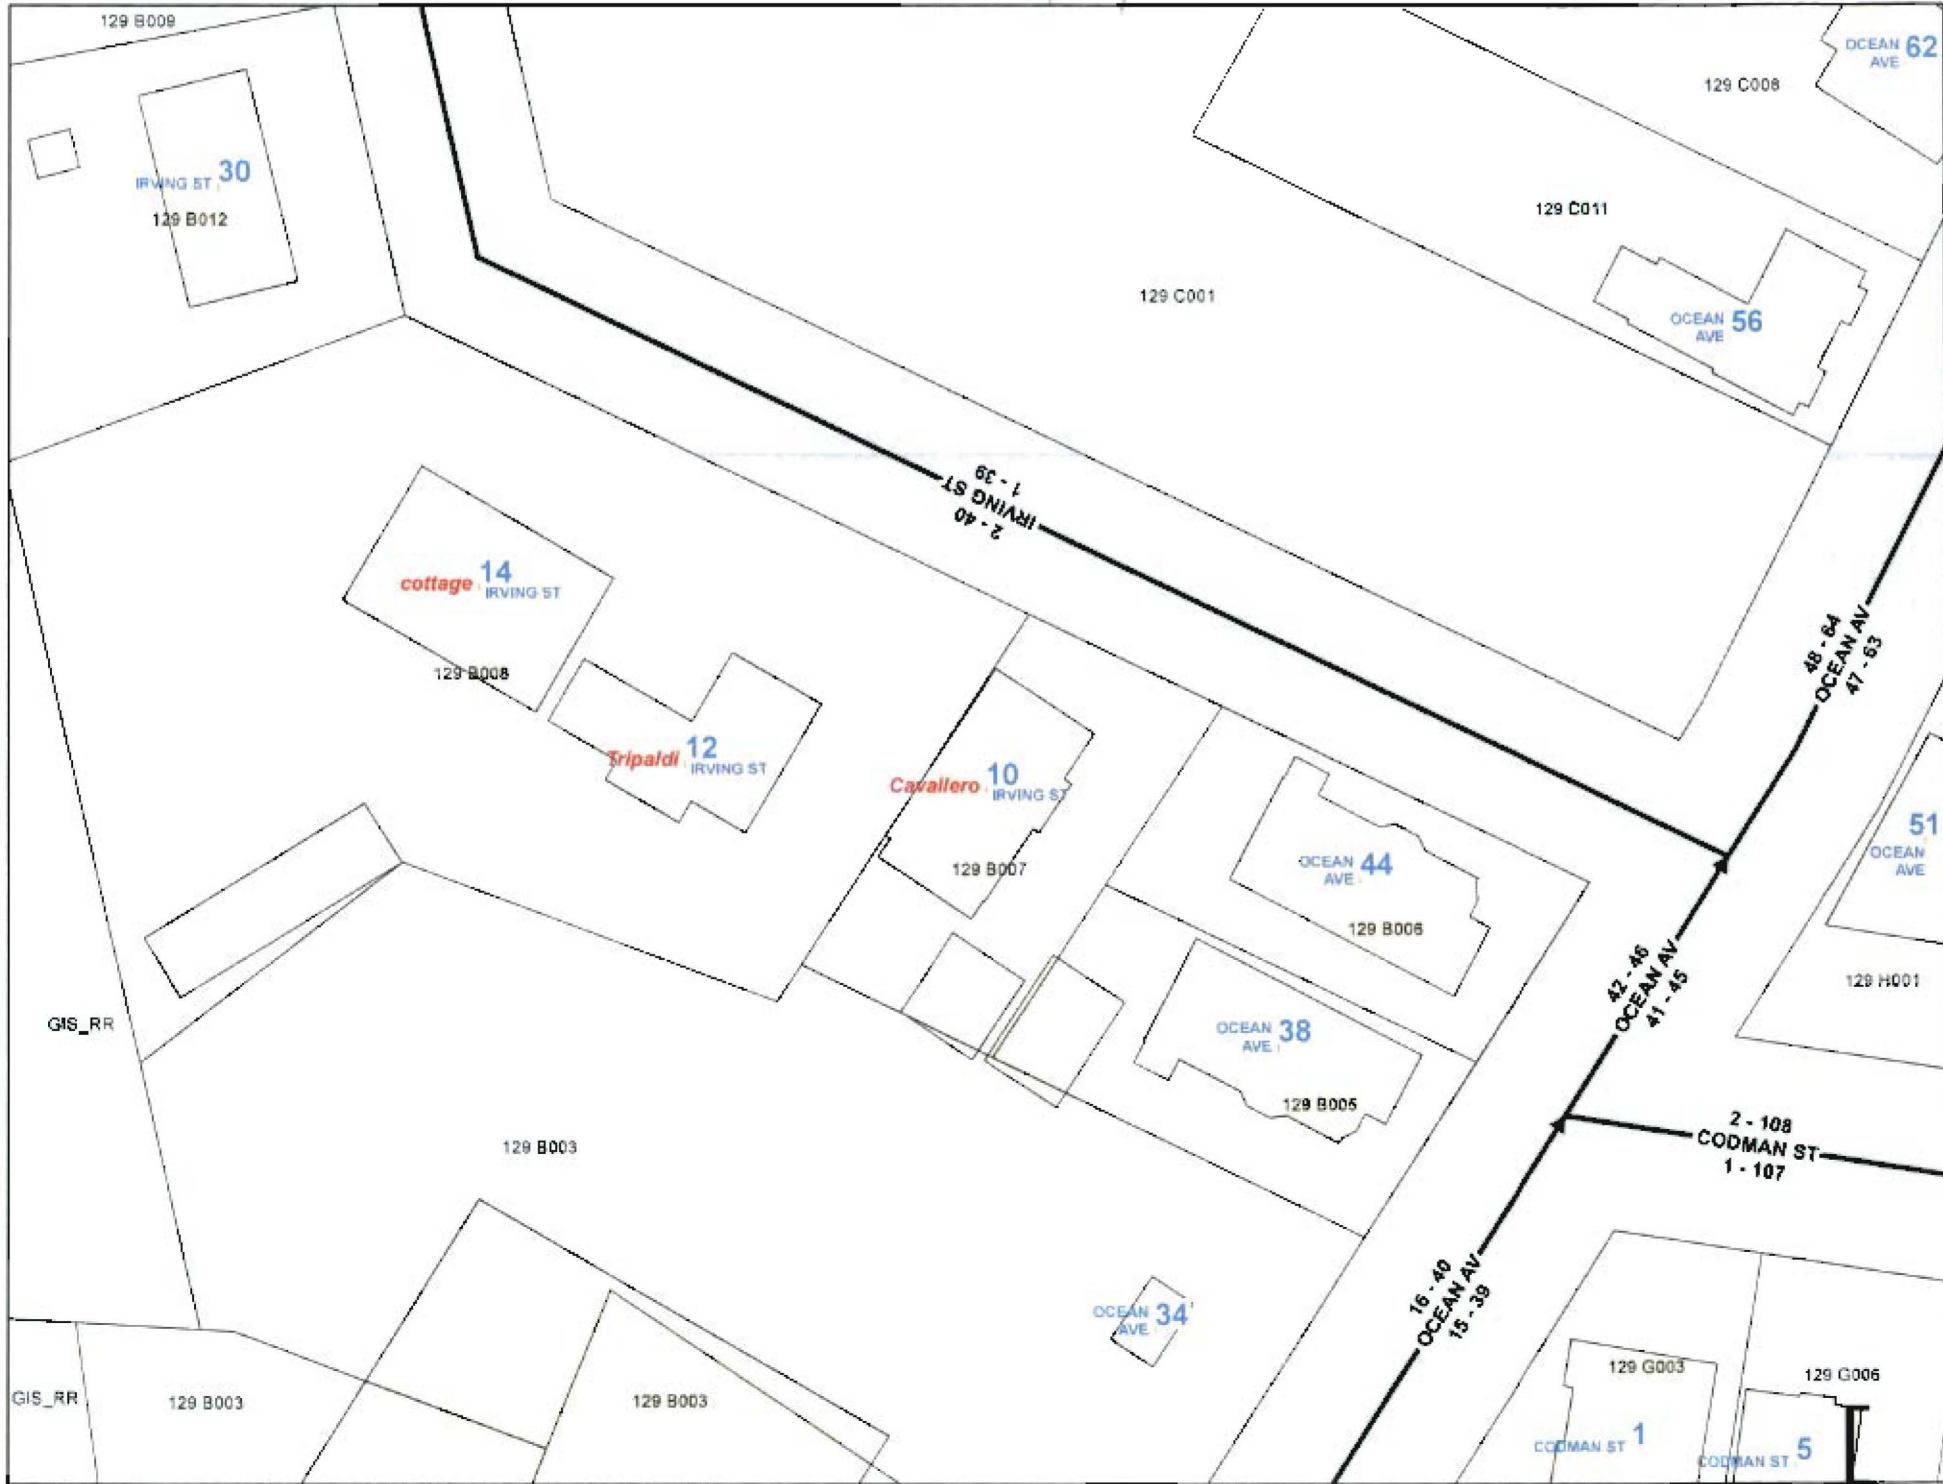 129 B009
OCEAN 62
AVE
129 C008
IRVING ST 30
129 B012
129 C011
129 C001
OCEAN 56
AVE
1 - 39
IRVING ST
2 - 40
cottage 14
IRVING ST
129 B008
48 - 64
OCEAN AV
47 - 63
Tripaldi 12
IRVING ST
Cavallero 10
IRVING ST
129 B007
OCEAN 44
AVE
129 B006
51
OCEAN
AVE
42 - 46
OCEAN AV
41 - 45
129 H001
GIS_RR
OCEAN 38
AVE
129 B005
2 - 108
CODMAN ST
1 - 107
129 B003
16 - 40
OCEAN AV
15 - 39
OCEAN 34
AVE
129 G003
129 G006
GIS_RR
129 B003
129 B003
CODMAN ST 1
CODMAN ST 5